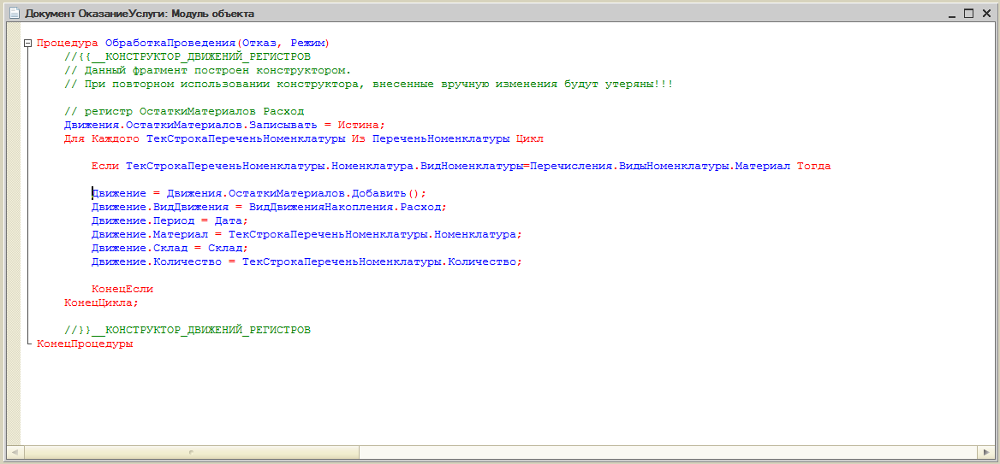 Документ ОказаниеУслуги: Модуль объекта
Процедура ОбработкаПроведения(Отказ, Режим)
//{{__КОНСТРУКТОР_ДВИЖЕНИЙ_РЕГИСТРОВ
// Данный фрагмент построен конструктором.
// При повторном использовании конструктора, внесенные вручную изменения будут утеряны!!!
// регистр ОстаткиМатериалов Расход
Движения.ОстаткиМатериалов.Записывать = Истина;
Для Каждого ТекСтрокаПереченьНоменклатуры Из ПереченьНоменклатуры Цикл
Если ТекСтрокаПереченьНоменклатуры.Номенклатура.ВидНоменклатуры=Перечисления.ВидыНоменклатуры.Материал Тогда
Движение = Движения.ОстаткиМатериалов.Добавить();
Движение.ВидДвижения = ВидДвиженияНакопления.Расход;
Движение.Период = Дата;
Движение.Материал = ТекСтрокаПереченьНоменклатуры.Номенклатура;
Движение.Склад = Склад;
Движение.Количество = ТекСтрокаПереченьНоменклатуры.Количество;
КонецЕсли
КонецЦикла;
//}}__КОНСТРУКТОР_ДВИЖЕНИЙ_РЕГИСТРОВ
КонецПроцедуры